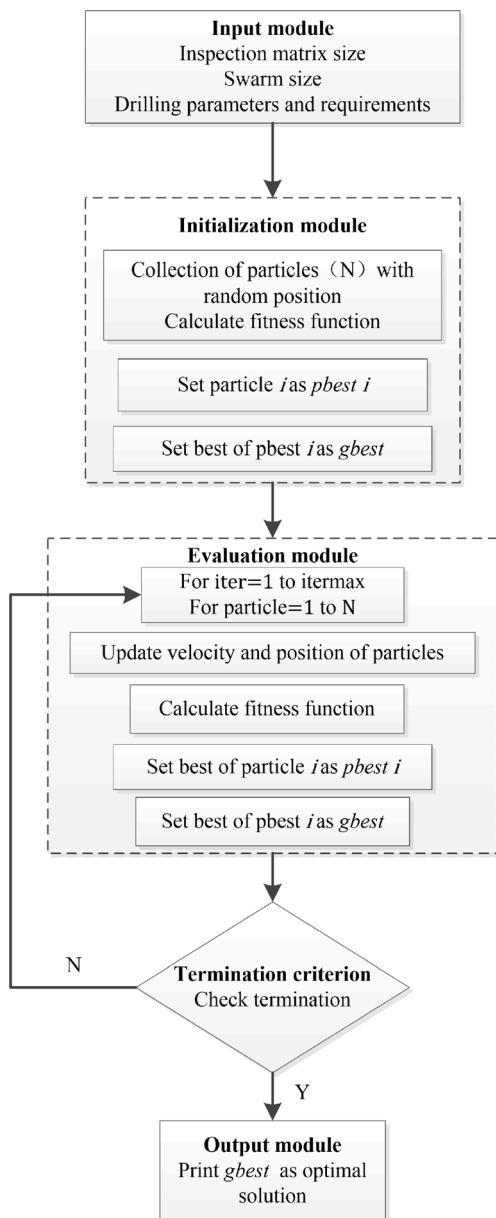 Input module
Inspection matrix size
Swarm size
Drilling parameters and requirements
Initialization module
Collection of particles（N）with
random position
Calculate fitness function
Set particle i as pbest i
Set best of pbest i as gbest
Evaluation module
For iter=1 to itermax
For particle=1 to N
Update velocity and position of particles
Calculate fitness function
Set best of particle i as pbest i
Set best of pbest i as gbest
N
Termination criterion
Check termination
Y
Output module
Print gbest as optimal
solution